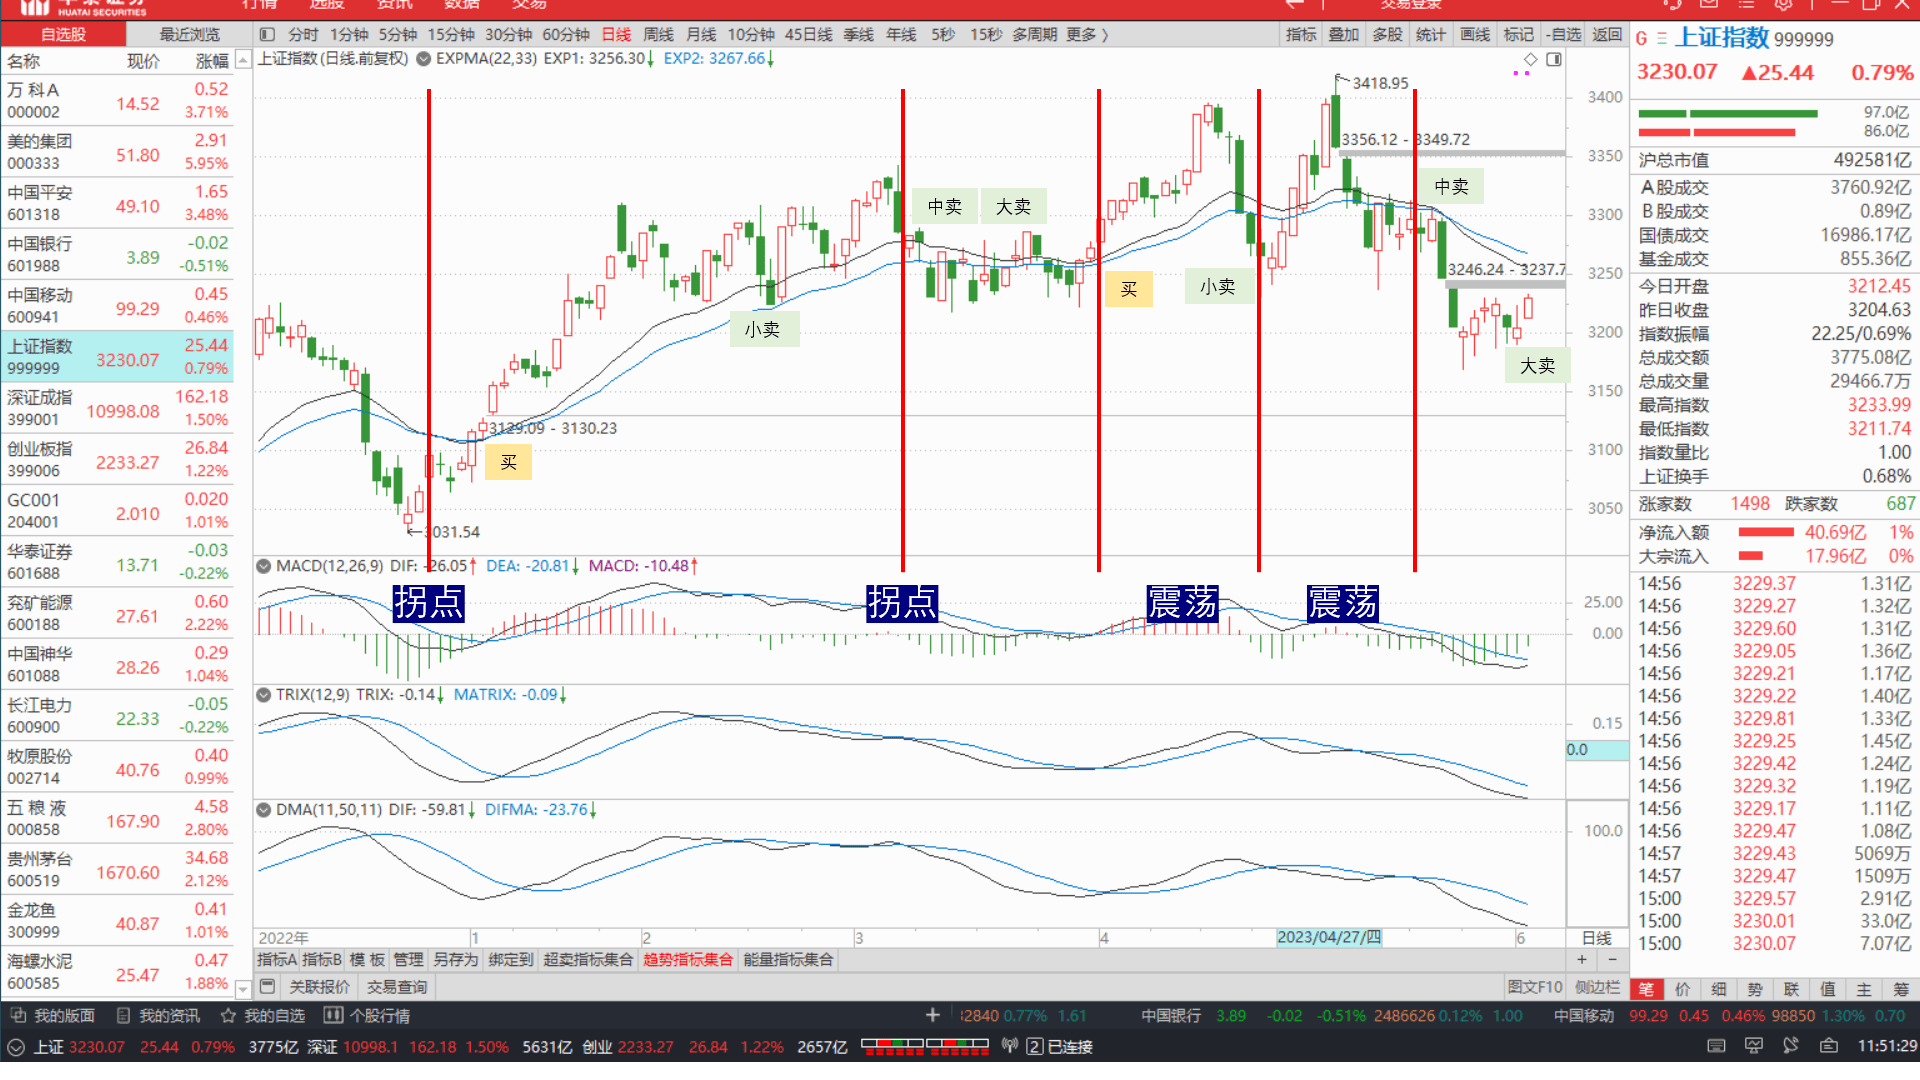 行情 选股 资讯 数据 交易 交易登录
HUATAI SECURITIES
自选股 最近浏览 分时 1分钟 5分钟 15分钟 30分钟 60分钟 日线 周线 月线 10分钟 45日线 季线 年线 5秒 15秒 多周期 更多 〉 指标 叠加 多股 统计 画线 标记 -自选 返回
名称 现价 涨幅
万 科A 0.52
000002 14.52 3.71%
美的集团 2.91
000333 51.80 5.95%
中国平安 1.65
601318 49.10 3.48%
中国银行 -0.02
601988 3.89 -0.51%
中国移动 0.45
600941 99.29 0.46%
上证指数 25.44
999999 3230.07 0.79%
深证成指 162.18
399001 10998.08 1.50%
创业板指 26.84
399006 2233.27 1.22%
GC001 0.020
204001 2.010 1.01%
华泰证券 -0.03
601688 13.71 -0.22%
兖矿能源 0.60
600188 27.61 2.22%
中国神华 0.29
601088 28.26 1.04%
长江电力 -0.05
600900 22.33 -0.22%
牧原股份 0.40
002714 40.76 0.99%
五 粮 液 4.58
000858 167.90 2.80%
贵州茅台 34.68
600519 1670.60 2.12%
金龙鱼 0.41
300999 40.87 1.01%
海螺水泥 0.47
600585 25.47 1.88%
上证指数(日线.前复权) EXPMA(22,33) EXP1: 3256.30↓ EXP2: 3267.66↓
3418.95
3356.12 - 3349.72
中卖 大卖 中卖
3246.24 - 3237.7
买 小卖
小卖
大卖
3129.09 - 3130.23
买
3031.54
3400
3350
3300
3250
3200
3150
3100
3050
MACD(12,26,9) DIF: -26.05↑ DEA: -20.81↓ MACD: -10.48↑
拐点 拐点 震荡 震荡
25.00
0.00
TRIX(12,9) TRIX: -0.14↓ MATRIX: -0.09↓
0.15
0.0
DMA(11,50,11) DIF: -59.81↓ DIFMA: -23.76↓
100.0
2022年 1 2 3 4 2023/04/27/四 6 日线
指标A 指标B 模 板 管理 另存为 绑定到 超卖指标集合 趋势指标集合 能量指标集合 + −
关联报价 交易查询 图文F10 侧边栏
G 上证指数 999999
3230.07 ▲25.44 0.79%
97.0亿
86.0亿
沪总市值 492581亿
A股成交 3760.92亿
B股成交 0.89亿
国债成交 16986.17亿
基金成交 855.36亿
今日开盘 3212.45
昨日收盘 3204.63
指数振幅 22.25/0.69%
总成交额 3775.08亿
总成交量 29466.7万
最高指数 3233.99
最低指数 3211.74
指数量比 1.00
上证换手 0.68%
涨家数 1498 跌家数 687
净流入额 40.69亿 1%
大宗流入 17.96亿 0%
14:56 3229.37 1.31亿
14:56 3229.27 1.32亿
14:56 3229.60 1.31亿
14:56 3229.05 1.36亿
14:56 3229.21 1.17亿
14:56 3229.22 1.40亿
14:56 3229.81 1.33亿
14:56 3229.25 1.45亿
14:56 3229.42 1.24亿
14:56 3229.32 1.19亿
14:56 3229.17 1.11亿
14:56 3229.47 1.08亿
14:57 3229.43 5069万
14:57 3229.47 1509万
15:00 3229.57 2.91亿
15:00 3230.01 33.0亿
15:00 3230.07 7.07亿
笔 价 细 势 联 值 主 筹
我的版面 我的资讯 我的自选 个股行情 + 32840 0.77% 1.61 中国银行 3.89 -0.02 -0.51% 2486626 0.12% 1.00 中国移动 99.29 0.45 0.46% 98850 1.30% 0.70
上证 3230.07 25.44 0.79% 3775亿 深证 10998.1 162.18 1.50% 5631亿 创业 2233.27 26.84 1.22% 2657亿 2 已连接 11:51:29